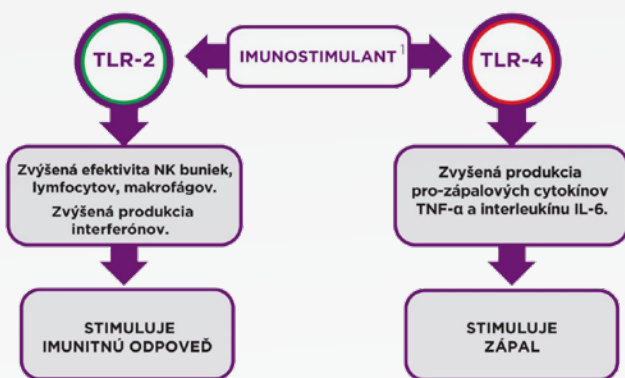 TLR-2
IMUNOSTIMULANT¹
TLR-4
Zvýšená efektivita NK buniek,
lymfocytov, makrofágov.
Zvýšená produkcia
interferónov.
Zvyšená produkcia
pro-zápalových cytokínov
TNF-α a interleukínu IL-6.
STIMULUJE
IMUNITNÚ ODPOVEĎ
STIMULUJE
ZÁPAL